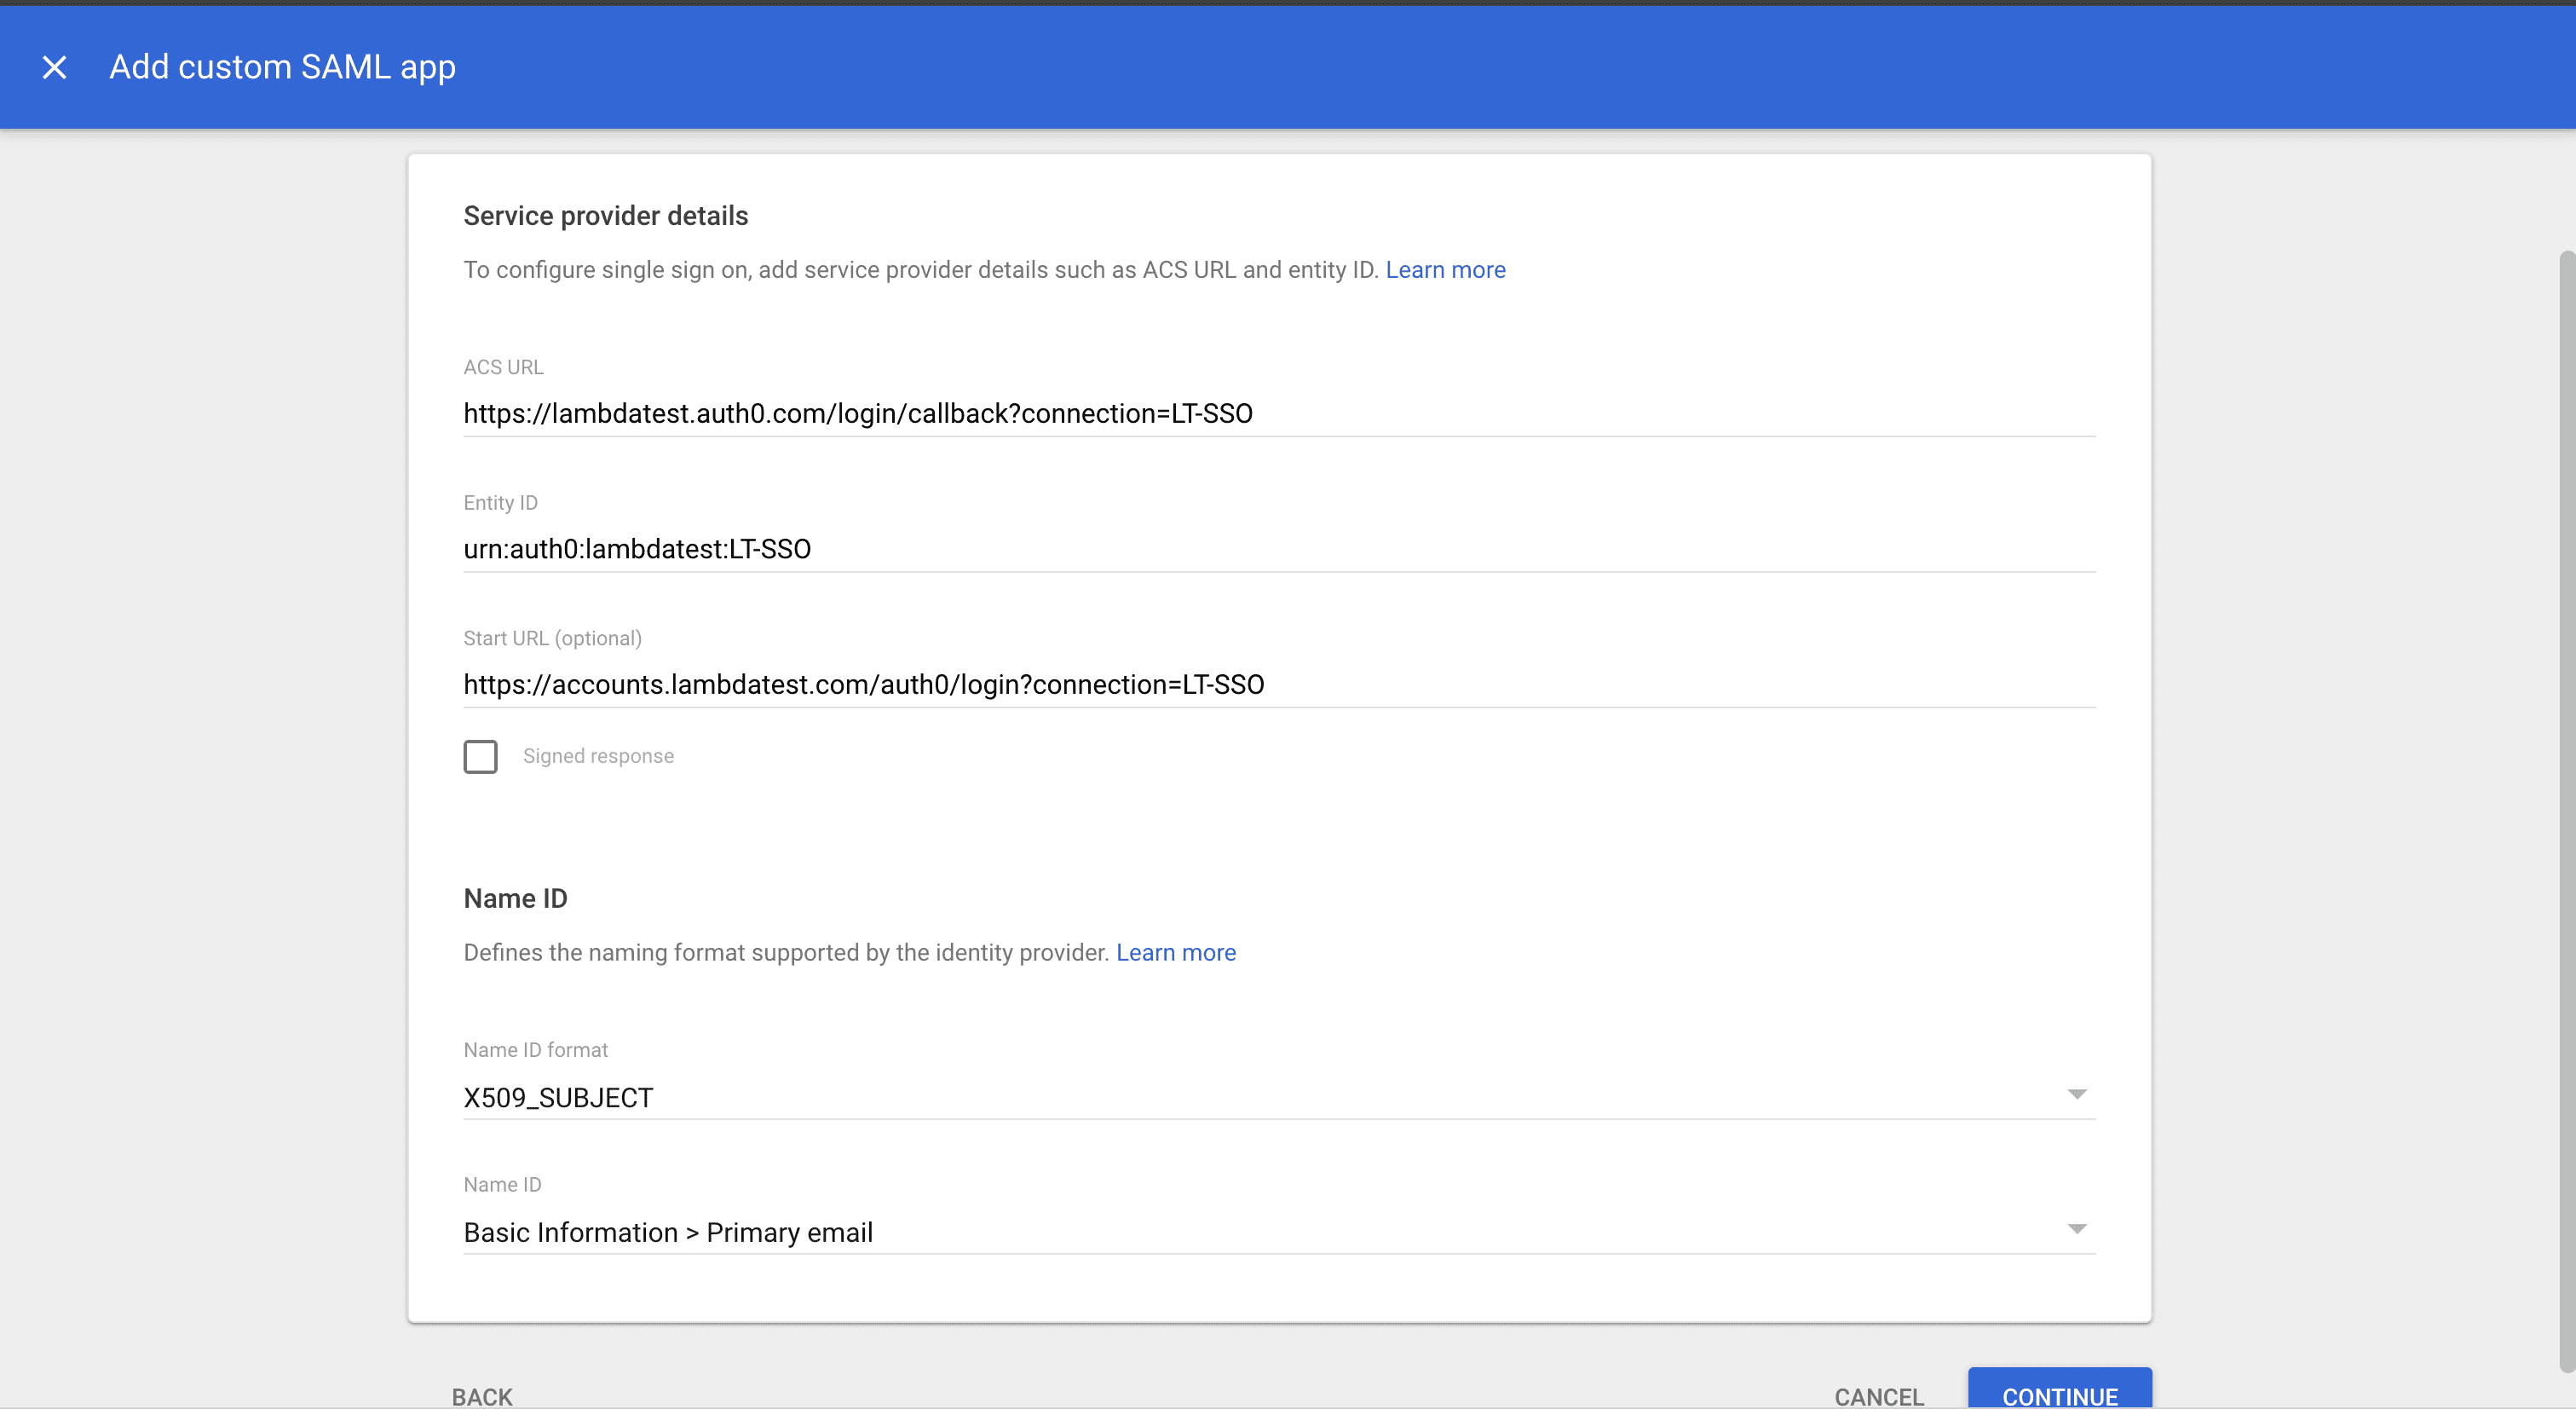 Add custom SAML app
Service provider details
To configure single sign on, add service provider details such as ACS URL and entity ID. Learn more
ACS URL
https://lambdatest.auth0.com/login/callback?connection=LT-SSO
Entity ID
urn:auth0:lambdatest:LT-SSO
Start URL (optional)
https://accounts.lambdatest.com/auth0/login?connection=LT-SSO
Signed response
Name ID
Defines the naming format supported by the identity provider. Learn more
Name ID format
X509_SUBJECT
Name ID
Basic Information > Primary email
BACK
CANCEL
CONTINUE